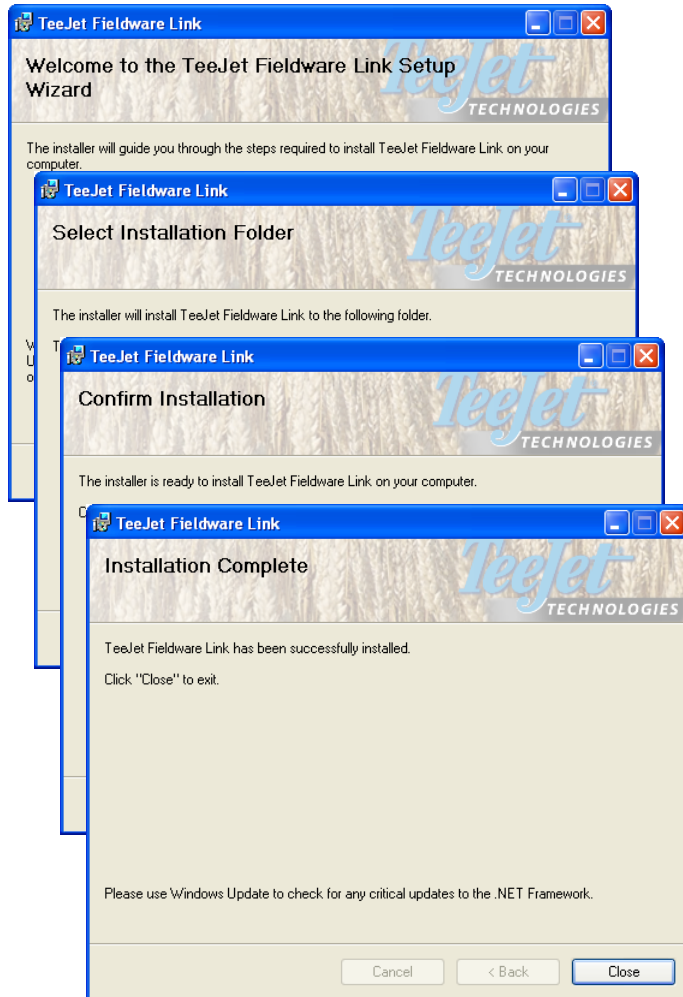 TeeJet Fieldware Link
Welcome to the TeeJet Fieldware Link Setup
Wizard
TeeJet
TECHNOLOGIES
The installer will guide you through the steps required to install TeeJet Fieldware Link on your
computer.
TeeJet Fieldware Link
Select Installation Folder
TeeJet
TECHNOLOGIES
The installer will install TeeJet Fieldware Link to the following folder.
TeeJet Fieldware Link
Confirm Installation
TeeJet
TECHNOLOGIES
The installer is ready to install TeeJet Fieldware Link on your computer.
TeeJet Fieldware Link
Installation Complete
TeeJet
TECHNOLOGIES
TeeJet Fieldware Link has been successfully installed.
Click "Close" to exit.
Please use Windows Update to check for any critical updates to the .NET Framework.
Cancel
< Back
Close